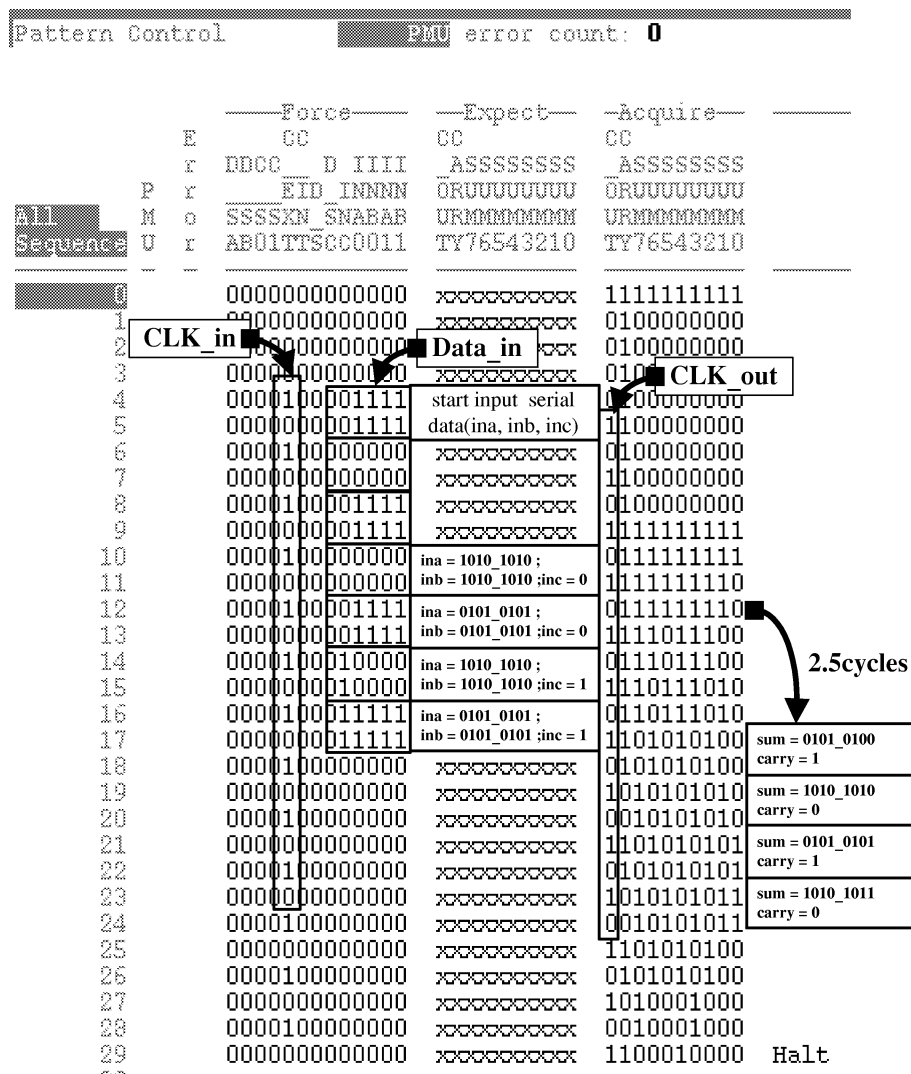 Pattern Control PMU error count: 0
Force Expect Acquire
E CC CC CC
r DDCC__ D IIII _ASSSSSSSS _ASSSSSSSS
P r ____EID_INNNN ORUUUUUUUU ORUUUUUUUU
All M o SSSSXN_SNABAB URMMMMMMMM URMMMMMMMM
Sequence U r AB01TTSCC0011 TY76543210 TY76543210
0 0000000000000 xxxxxxxxxx 1111111111
1 0000000000000 xxxxxxxxxx 0100000000
CLK_in
Data_in
2 0100000000
3 0000000000000 xxxxxxxxxx 010
CLK_out
4 0000100001111 start input serial 0100000000
5 0000000001111 data(ina, inb, inc) 1100000000
6 0000100000000 xxxxxxxxxx 0100000000
7 0000000000000 xxxxxxxxxx 1100000000
8 0000100001111 xxxxxxxxxx 0100000000
9 0000000001111 xxxxxxxxxx 1111111111
10 0000100000000 ina = 1010_1010 ; 0111111111
11 0000000000000 inb = 1010_1010 ;inc = 0 1111111110
12 0000100001111 ina = 0101_0101 ; 0111111110
13 0000000001111 inb = 0101_0101 ;inc = 0 1111011100
14 0000100010000 ina = 1010_1010 ; 0111011100 2.5cycles
15 0000000010000 inb = 1010_1010 ;inc = 1 1110111010
16 0000100011111 ina = 0101_0101 ; 0110111010
17 0000000011111 inb = 0101_0101 ;inc = 1 1101010100 sum = 0101_0100
carry = 1
18 0000100000000 xxxxxxxxxx 0101010100
19 0000000000000 xxxxxxxxxx 1010101010 sum = 1010_1010
carry = 0
20 0000100000000 xxxxxxxxxx 0010101010
21 0000000000000 xxxxxxxxxx 1101010101 sum = 0101_0101
carry = 1
22 0000100000000 xxxxxxxxxx 0101010101
23 0000000000000 xxxxxxxxxx 1010101011 sum = 1010_1011
carry = 0
24 0000100000000 xxxxxxxxxx 0010101011
25 0000000000000 xxxxxxxxxx 1101010100
26 0000100000000 xxxxxxxxxx 0101010100
27 0000000000000 xxxxxxxxxx 1010001000
28 0000100000000 xxxxxxxxxx 0010001000
29 0000000000000 xxxxxxxxxx 1100010000 Halt